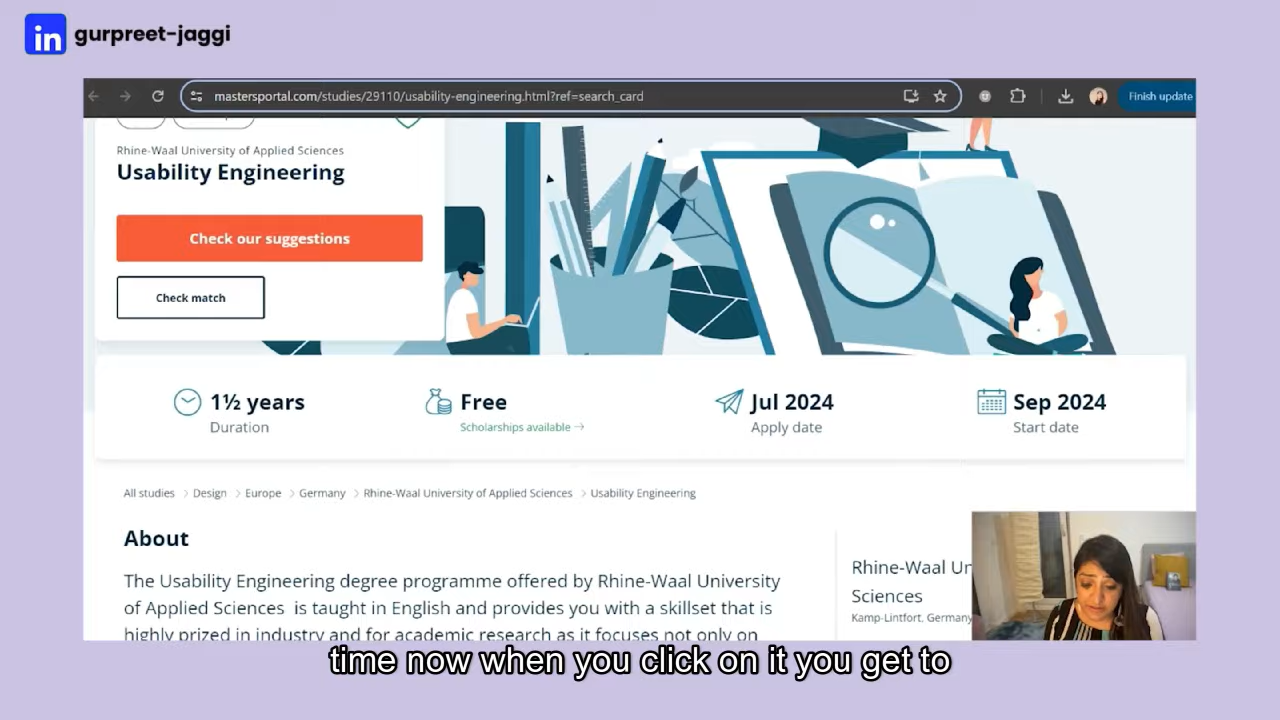 in gurpreet-jaggi
mastersportal.com/studies/29110/usability-engineering.html?ref=search_card
Finish update
Rhine-Waal University of Applied Sciences
Usability Engineering
Check our suggestions
Check match
1½ years
Duration
Free
Scholarships available →
Jul 2024
Apply date
Sep 2024
Start date
All studies > Design > Europe > Germany > Rhine-Waal University of Applied Sciences > Usability Engineering
About
The Usability Engineering degree programme offered by Rhine-Waal University
of Applied Sciences is taught in English and provides you with a skillset that is
highly prized in industry and for academic research as it focuses not only on
Rhine-Waal Un
Sciences
Kamp-Lintfort, Germany
time now when you click on it you get to